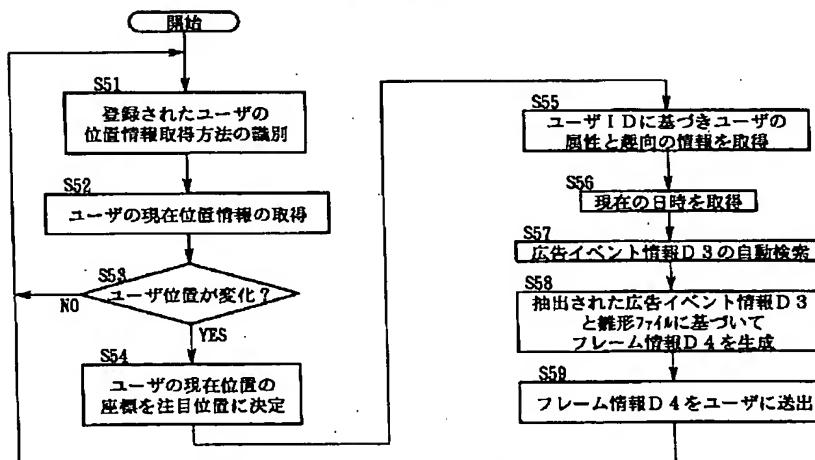 開始
S51
登録されたユーザの
位置情報取得方法の識別
S52
ユーザの現在位置情報の取得
S53
ユーザ位置が変化？
NO
YES
S54
ユーザの現在位置の
座標を注目位置に決定
S55
ユーザIDに基づきユーザの
属性と趣向の情報を取得
S56
現在の日時を取得
S57
広告イベント情報D3の自動検索
S58
抽出された広告イベント情報D3
と雛形ファイルに基づいて
フレーム情報D4を生成
S59
フレーム情報D4をユーザに送出